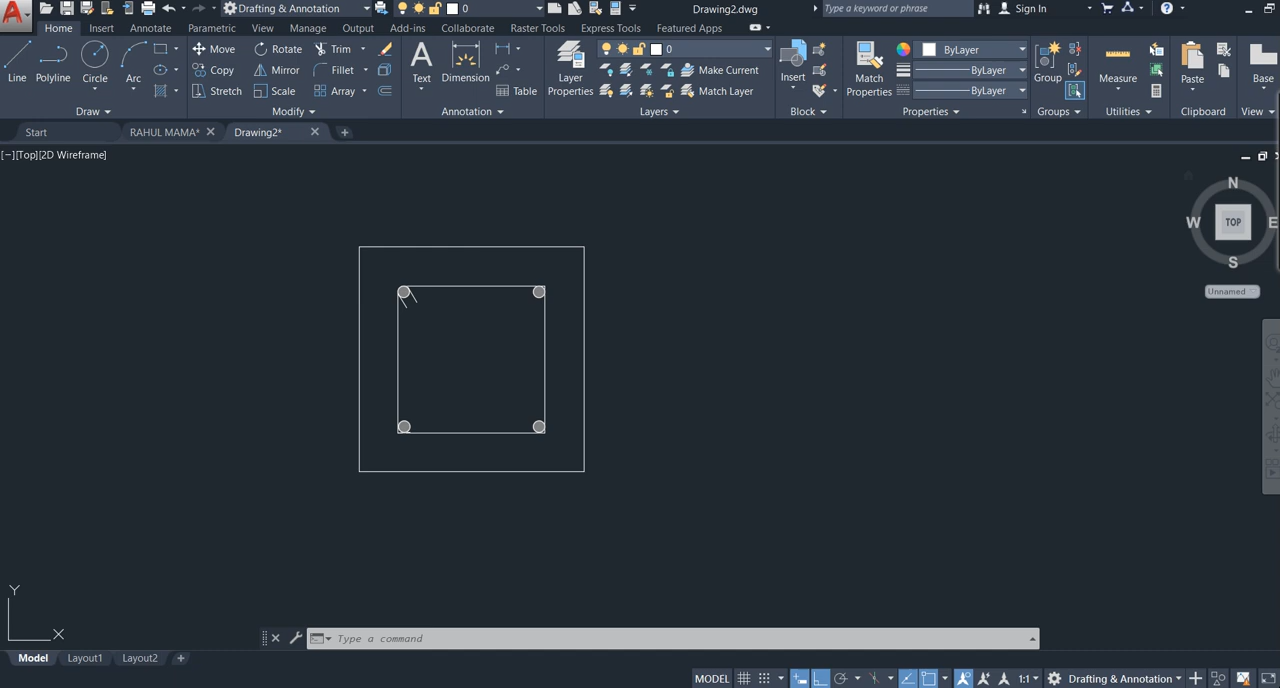 A Drafting & Annotation 0 Drawing2.dwg Type a keyword or phrase Sign In ?
Home Insert Annotate Parametric View Manage Output Add-ins Collaborate Raster Tools Express Tools Featured Apps
Line Polyline Circle Arc Move Rotate Trim A Text Dimension Layer Properties 0 Insert Match Properties ByLayer Group Measure Paste Base
Copy Mirror Fillet Make Current ByLayer
Stretch Scale Array Table Match Layer ByLayer
Draw Modify Annotation Layers Block Properties Groups Utilities Clipboard View
Start RAHUL MAMA* Drawing2*
[−][Top][2D Wireframe]
N
W TOP E
S
Unnamed
Y
X
Type a command
Model Layout1 Layout2
MODEL 1:1 Drafting & Annotation